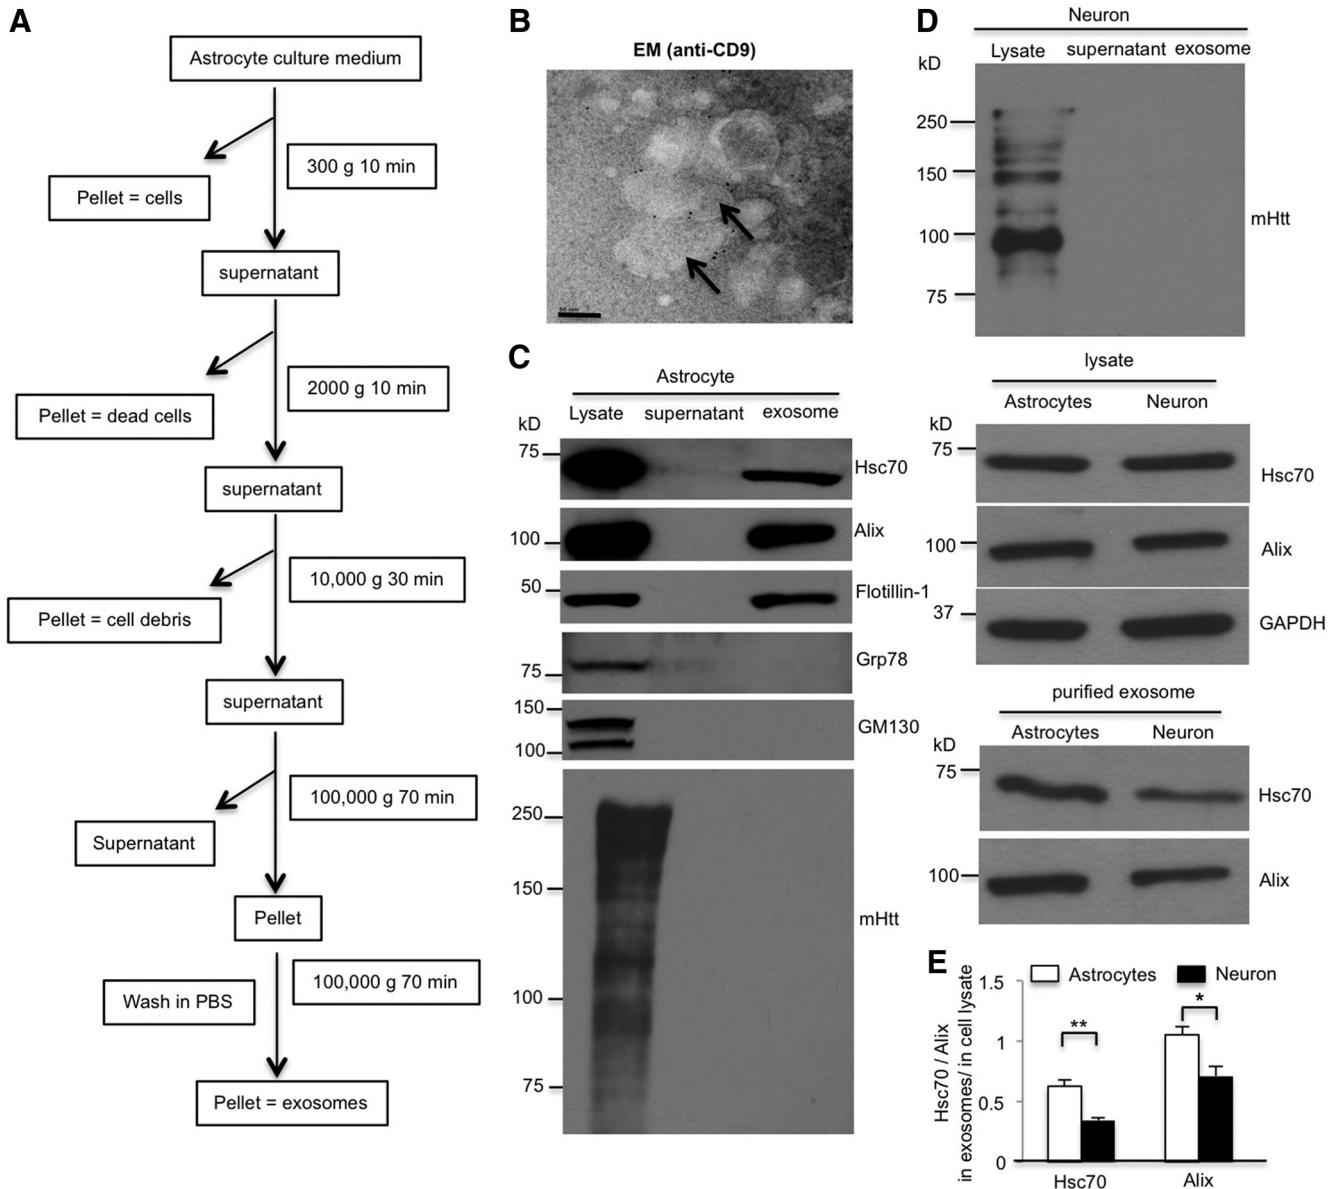 A
Astrocyte culture medium
300 g 10 min
Pellet = cells
supernatant
2000 g 10 min
Pellet = dead cells
supernatant
10,000 g 30 min
Pellet = cell debris
supernatant
100,000 g 70 min
Supernatant
Pellet
100,000 g 70 min
Wash in PBS
Pellet = exosomes
B
EM (anti-CD9)
50 nm
C
Astrocyte
Lysate supernatant exosome
kD
75
Hsc70
100
Alix
50
Flotillin-1
75
Grp78
150
100
GM130
250
150
100
75
mHtt
D
Neuron
Lysate supernatant exosome
kD
250
150
100
75
mHtt
lysate
Astrocytes Neuron
kD
75
Hsc70
100
Alix
37
GAPDH
purified exosome
Astrocytes Neuron
kD
75
Hsc70
100
Alix
E
Astrocytes Neuron
Hsc70 / Alix
in exosomes/ in cell lysate
1.5
1
0.5
0
**
*
Hsc70 Alix